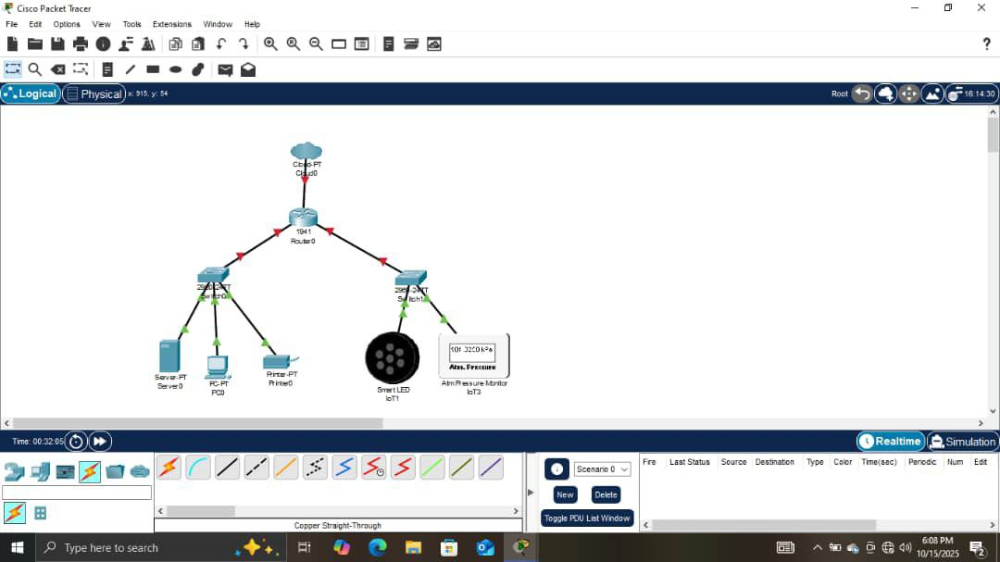 Cisco Packet Tracer
File Edit Options View Tools Extensions Window Help
?
Logical Physical x: 915, y: 54 Root 16:14:30
Cloud-PT
Cloud0
1941
Router0
2960-24TT
Switch0
2960-24TT
Switch1
101.3250 kPa
Atm. Pressure
Server-PT
Server0
PC-PT
PC0
Printer-PT
Printer0
Smart LED
IoT1
Atm Pressure Monitor
IoT3
Time: 00:32:05 Realtime Simulation
Scenario 0
New Delete
Toggle PDU List Window
Fire Last Status Source Destination Type Color Time(sec) Periodic Num Edit
Copper Straight-Through
Type here to search
6:08 PM
10/15/2025
2